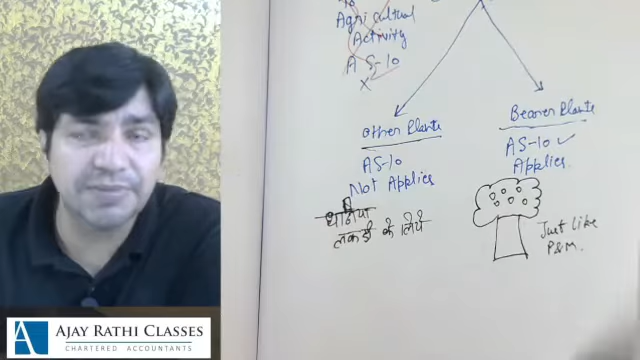 Agricultural
Activity
AS-10
X
Other Plants
AS-10
Not Applies
लकड़ी के लिये
Bearer Plants
AS-10 ✓
Applies.
Just like
P&M.
AJAY RATHI CLASSES
CHARTERED ACCOUNTANTS